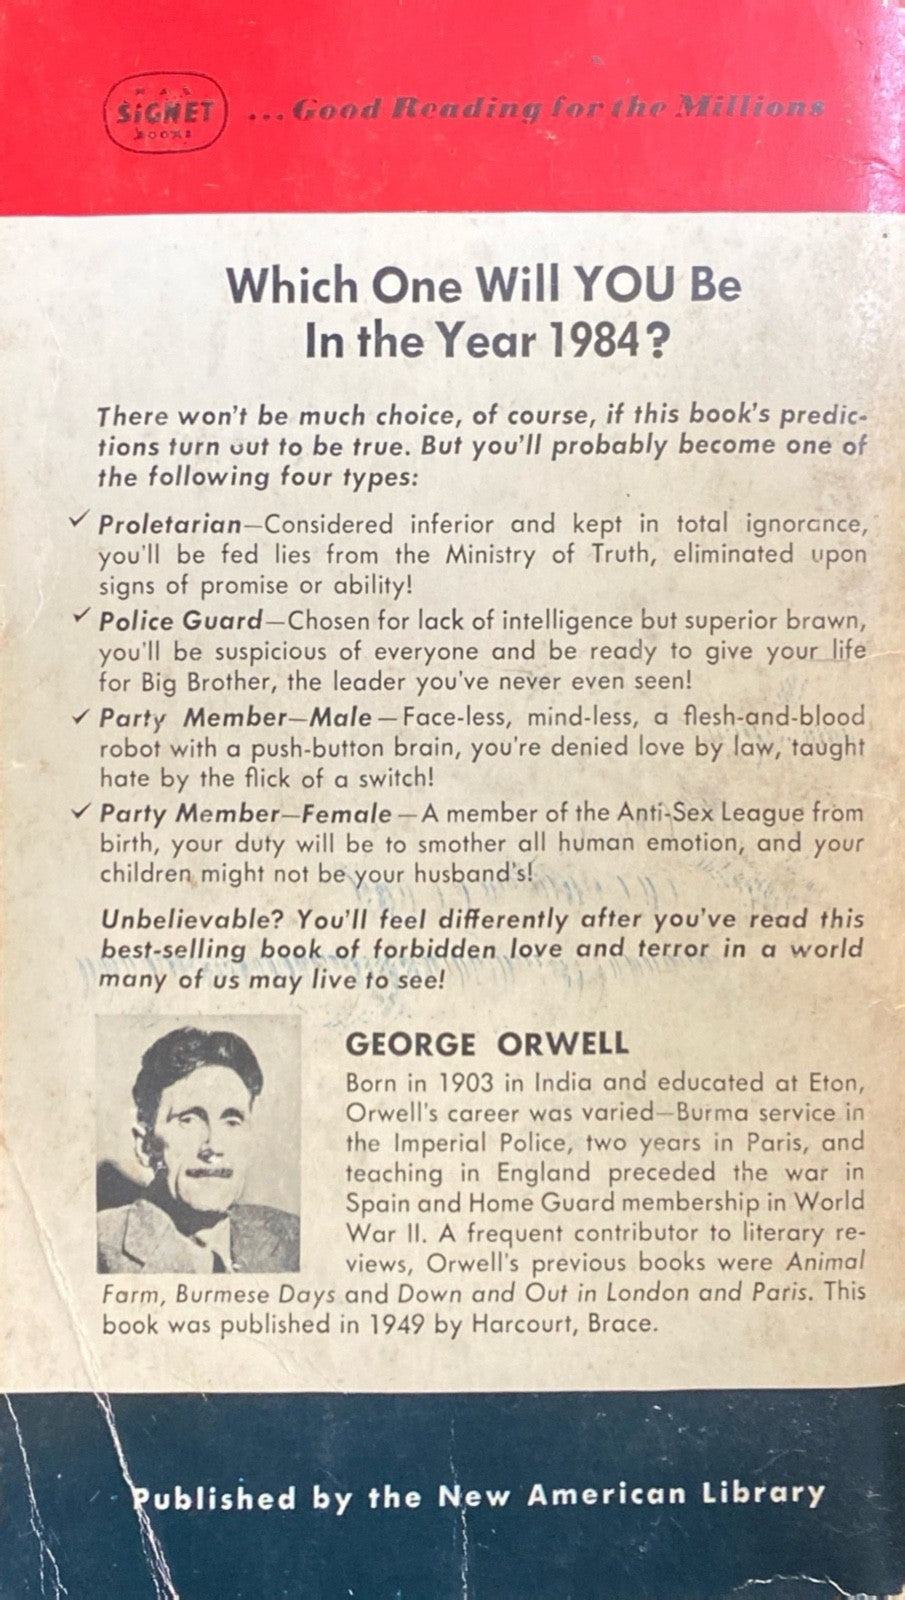 NAL
SIGNET
BOOKS
...Good Reading for the Millions
Which One Will YOU Be
In the Year 1984?
There won't be much choice, of course, if this book's predic-
tions turn out to be true. But you'll probably become one of
the following four types:
✓ Proletarian—Considered inferior and kept in total ignorance,
you'll be fed lies from the Ministry of Truth, eliminated upon
signs of promise or ability!
✓ Police Guard—Chosen for lack of intelligence but superior brawn,
you'll be suspicious of everyone and be ready to give your life
for Big Brother, the leader you've never even seen!
✓ Party Member—Male—Face-less, mind-less, a flesh-and-blood
robot with a push-button brain, you're denied love by law, taught
hate by the flick of a switch!
✓ Party Member—Female—A member of the Anti-Sex League from
birth, your duty will be to smother all human emotion, and your
children might not be your husband's!
Unbelievable? You'll feel differently after you've read this
best-selling book of forbidden love and terror in a world
many of us may live to see!
GEORGE ORWELL
Born in 1903 in India and educated at Eton,
Orwell's career was varied—Burma service in
the Imperial Police, two years in Paris, and
teaching in England preceded the war in
Spain and Home Guard membership in World
War II. A frequent contributor to literary re-
views, Orwell's previous books were Animal
Farm, Burmese Days and Down and Out in London and Paris. This
book was published in 1949 by Harcourt, Brace.
Published by the New American Library